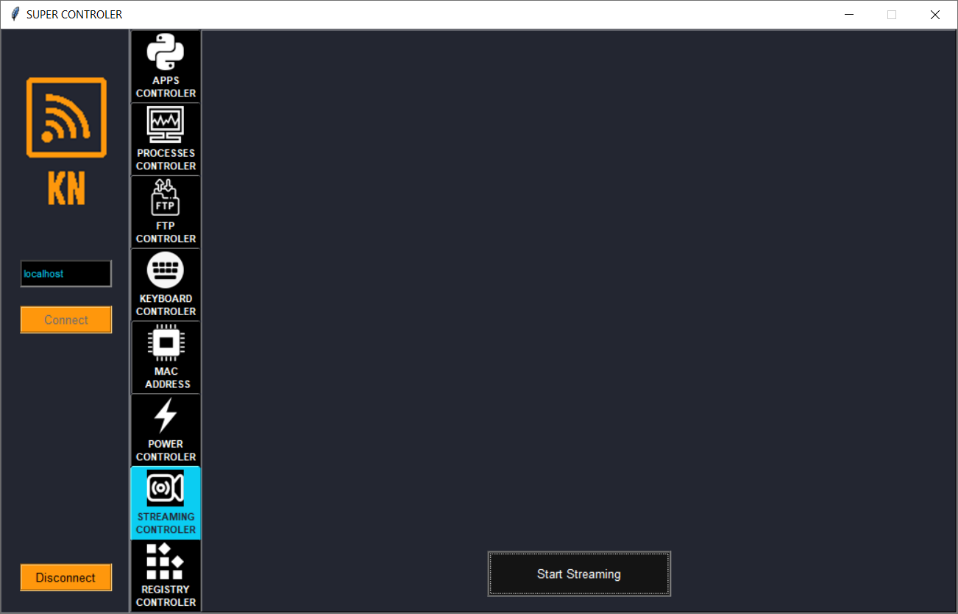 SUPER CONTROLER
KN
localhost
Connect
Disconnect
APPS
CONTROLER
PROCESSES
CONTROLER
FTP
FTP
CONTROLER
KEYBOARD
CONTROLER
MAC
ADDRESS
POWER
CONTROLER
STREAMING
CONTROLER
REGISTRY
CONTROLER
Start Streaming